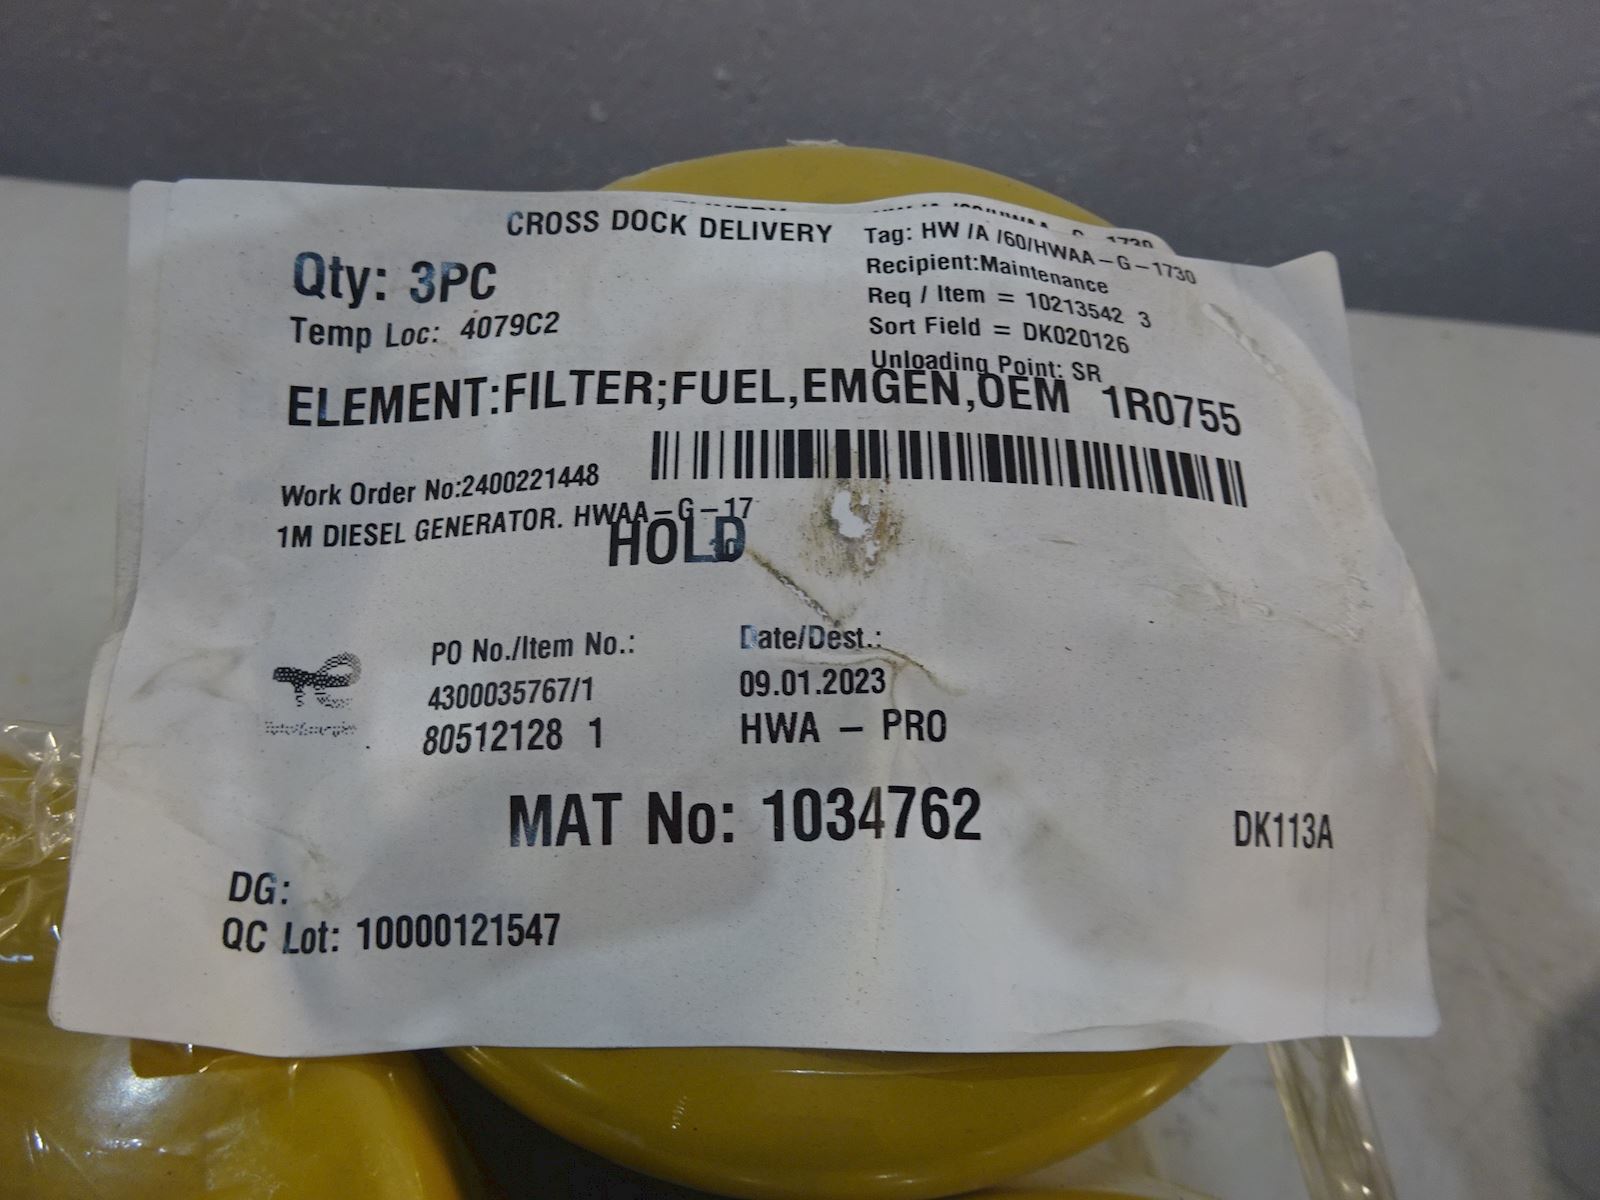 CROSS DOCK DELIVERY
Qty: 3PC
Temp Loc: 4079C2
Tag: HW /A /60/HWAA-G-1730
Recipient:Maintenance
Req / Item = 10213542 3
Sort Field = DK020126
Unloading Point: SR
ELEMENT:FILTER;FUEL,EMGEN,OEM 1R0755
Work Order No:2400221448
1M DIESEL GENERATOR. HWAA-G-17
HOLD
PO No./Item No.:
4300035767/1
80512128 1
Date/Dest.:
09.01.2023
HWA - PRO
MAT No: 1034762
DK113A
DG:
QC Lot: 10000121547